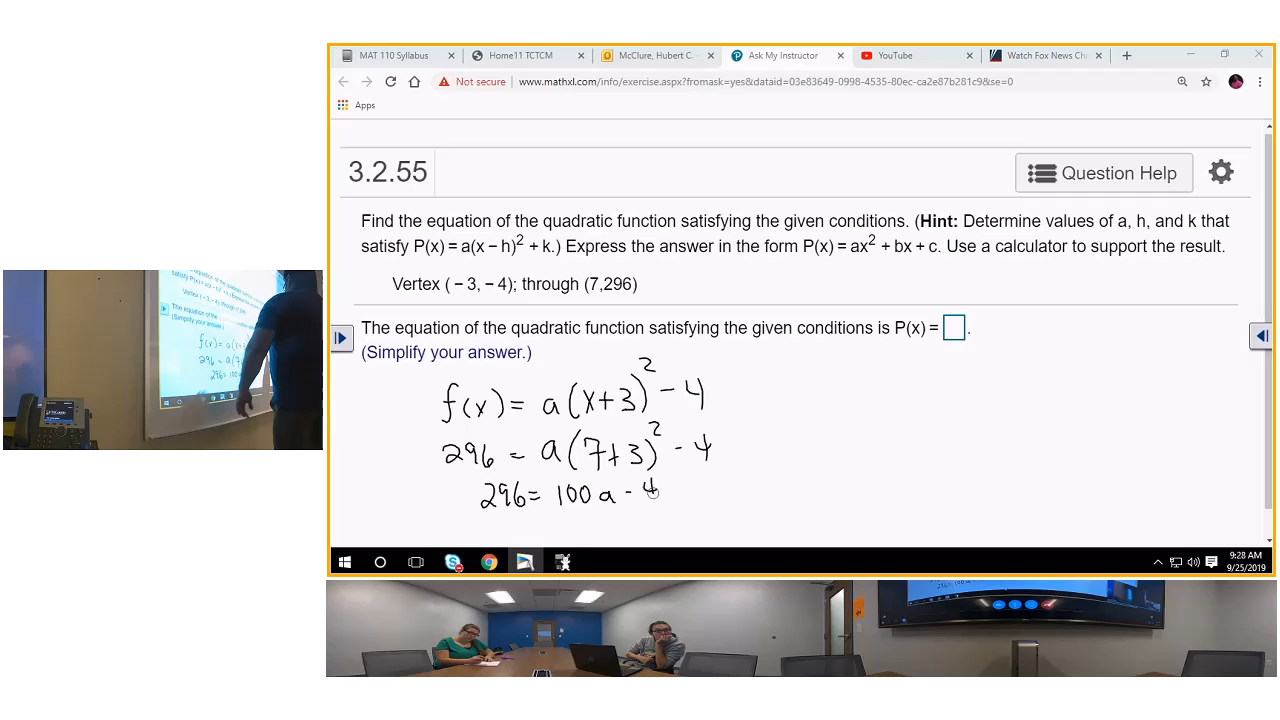 MAT 110 Syllabus
Home11 TCTCM
McClure, Hubert C. -
Ask My Instructor
YouTube
Watch Fox News Cha
Not secure
www.mathxl.com/info/exercise.aspx?fromask=yes&dataid=03e83649-0998-4535-80ec-ca2e87b281c9&se=0
Apps
3.2.55
Question Help
Find the equation of the quadratic function satisfying the given conditions. (Hint: Determine values of a, h, and k that
satisfy P(x) = a(x − h)² + k.) Express the answer in the form P(x) = ax² + bx + c. Use a calculator to support the result.
Vertex ( − 3, − 4); through (7,296)
The equation of the quadratic function satisfying the given conditions is P(x) = .
(Simplify your answer.)
f(x) = a(x+3)² - 4
296 = a(7+3)² - 4
296 = 100a - 4
9:28 AM
9/25/2019